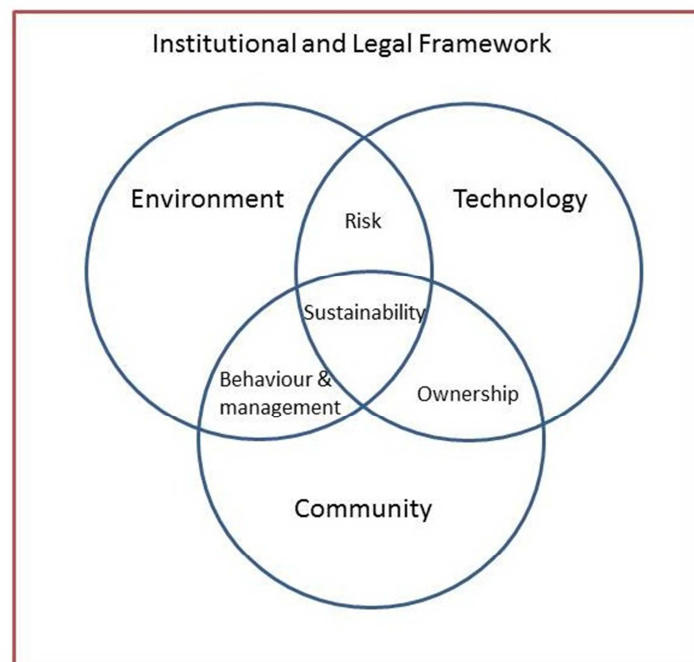 Institutional and Legal Framework
Environment
Technology
Risk
Sustainability
Behaviour &
management
Ownership
Community